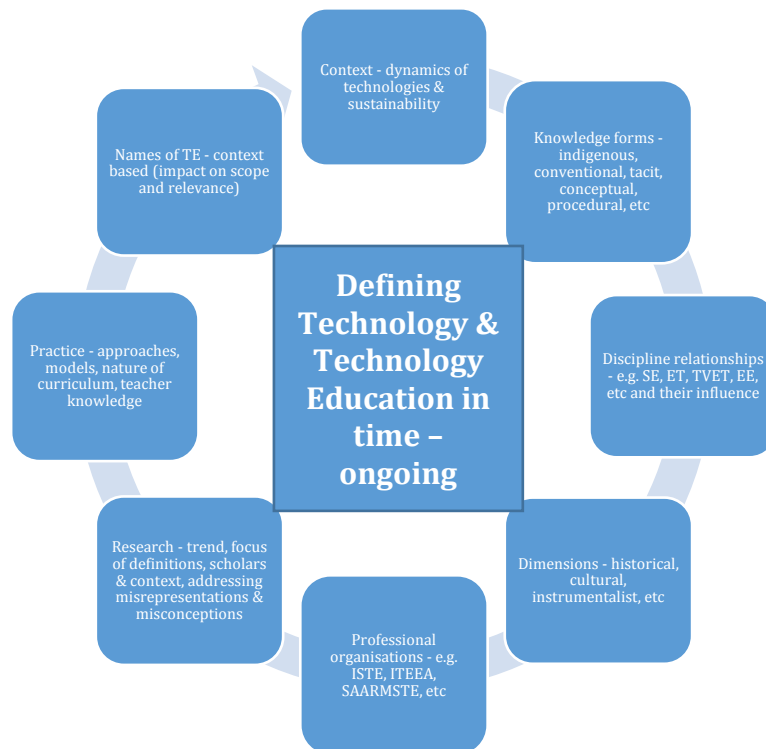 Context - dynamics of
technologies &
sustainability
Knowledge forms -
indigenous,
conventional, tacit,
conceptual,
procedural, etc
Discipline relationships
- e.g. SE, ET, TVET, EE,
etc and their influence
Dimensions - historical,
cultural,
instrumentalist, etc
Professional
organisations - e.g.
ISTE, ITEEA,
SAARMSTE, etc
Research - trend, focus
of definitions, scholars
& context, addressing
misrepresentations &
misconceptions
Practice - approaches,
models, nature of
curriculum, teacher
knowledge
Names of TE - context
based (impact on scope
and relevance)
Defining
Technology &
Technology
Education in
time –
ongoing